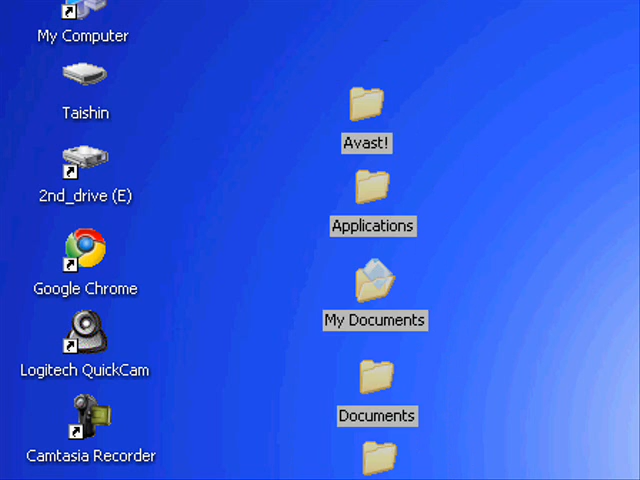 My Computer
Taishin
2nd_drive (E)
Google Chrome
Logitech QuickCam
Camtasia Recorder
Avast!
Applications
My Documents
Documents